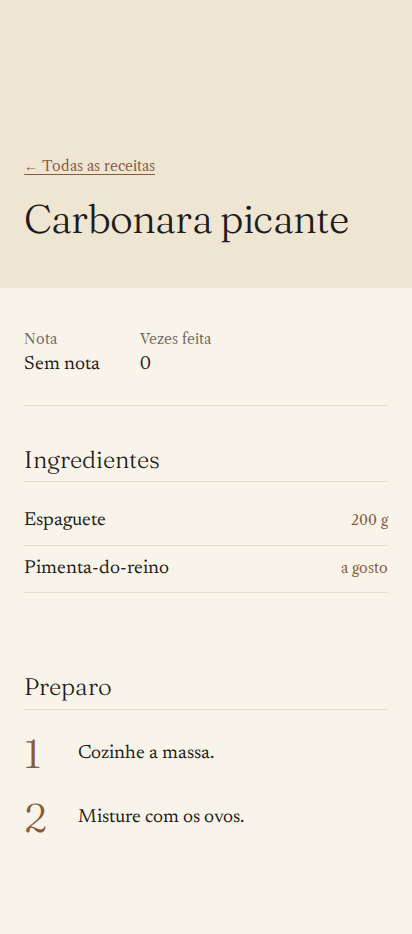 ← Todas as receitas
Carbonara picante
Nota
Vezes feita
Sem nota
0
Ingredientes
Espaguete
200 g
Pimenta-do-reino
a gosto
Preparo
1
Cozinhe a massa.
2
Misture com os ovos.